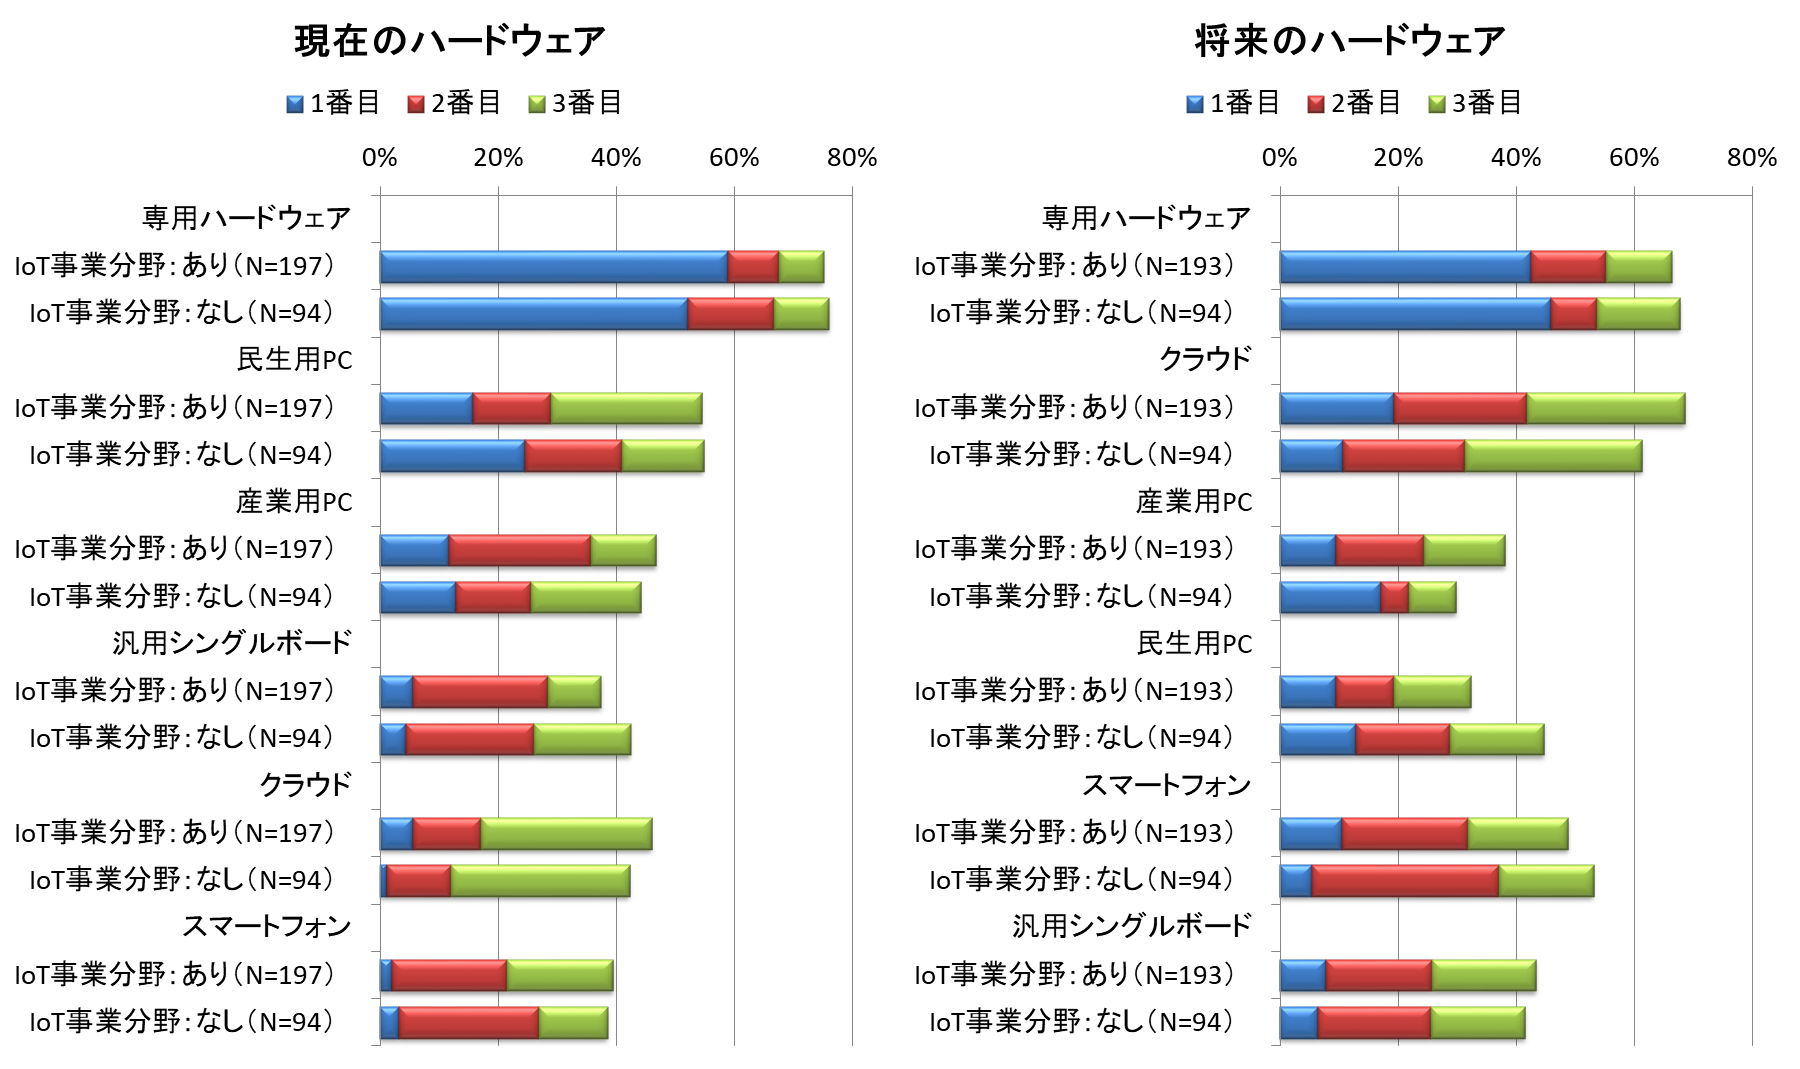 現在のハードウェア
1番目 2番目 3番目
0% 20% 40% 60% 80%
専用ハードウェア
IoT事業分野：あり（N=197）
IoT事業分野：なし（N=94）
民生用PC
IoT事業分野：あり（N=197）
IoT事業分野：なし（N=94）
産業用PC
IoT事業分野：あり（N=197）
IoT事業分野：なし（N=94）
汎用シングルボード
IoT事業分野：あり（N=197）
IoT事業分野：なし（N=94）
クラウド
IoT事業分野：あり（N=197）
IoT事業分野：なし（N=94）
スマートフォン
IoT事業分野：あり（N=197）
IoT事業分野：なし（N=94）
将来のハードウェア
1番目 2番目 3番目
0% 20% 40% 60% 80%
専用ハードウェア
IoT事業分野：あり（N=193）
IoT事業分野：なし（N=94）
クラウド
IoT事業分野：あり（N=193）
IoT事業分野：なし（N=94）
産業用PC
IoT事業分野：あり（N=193）
IoT事業分野：なし（N=94）
民生用PC
IoT事業分野：あり（N=193）
IoT事業分野：なし（N=94）
スマートフォン
IoT事業分野：あり（N=193）
IoT事業分野：なし（N=94）
汎用シングルボード
IoT事業分野：あり（N=193）
IoT事業分野：なし（N=94）